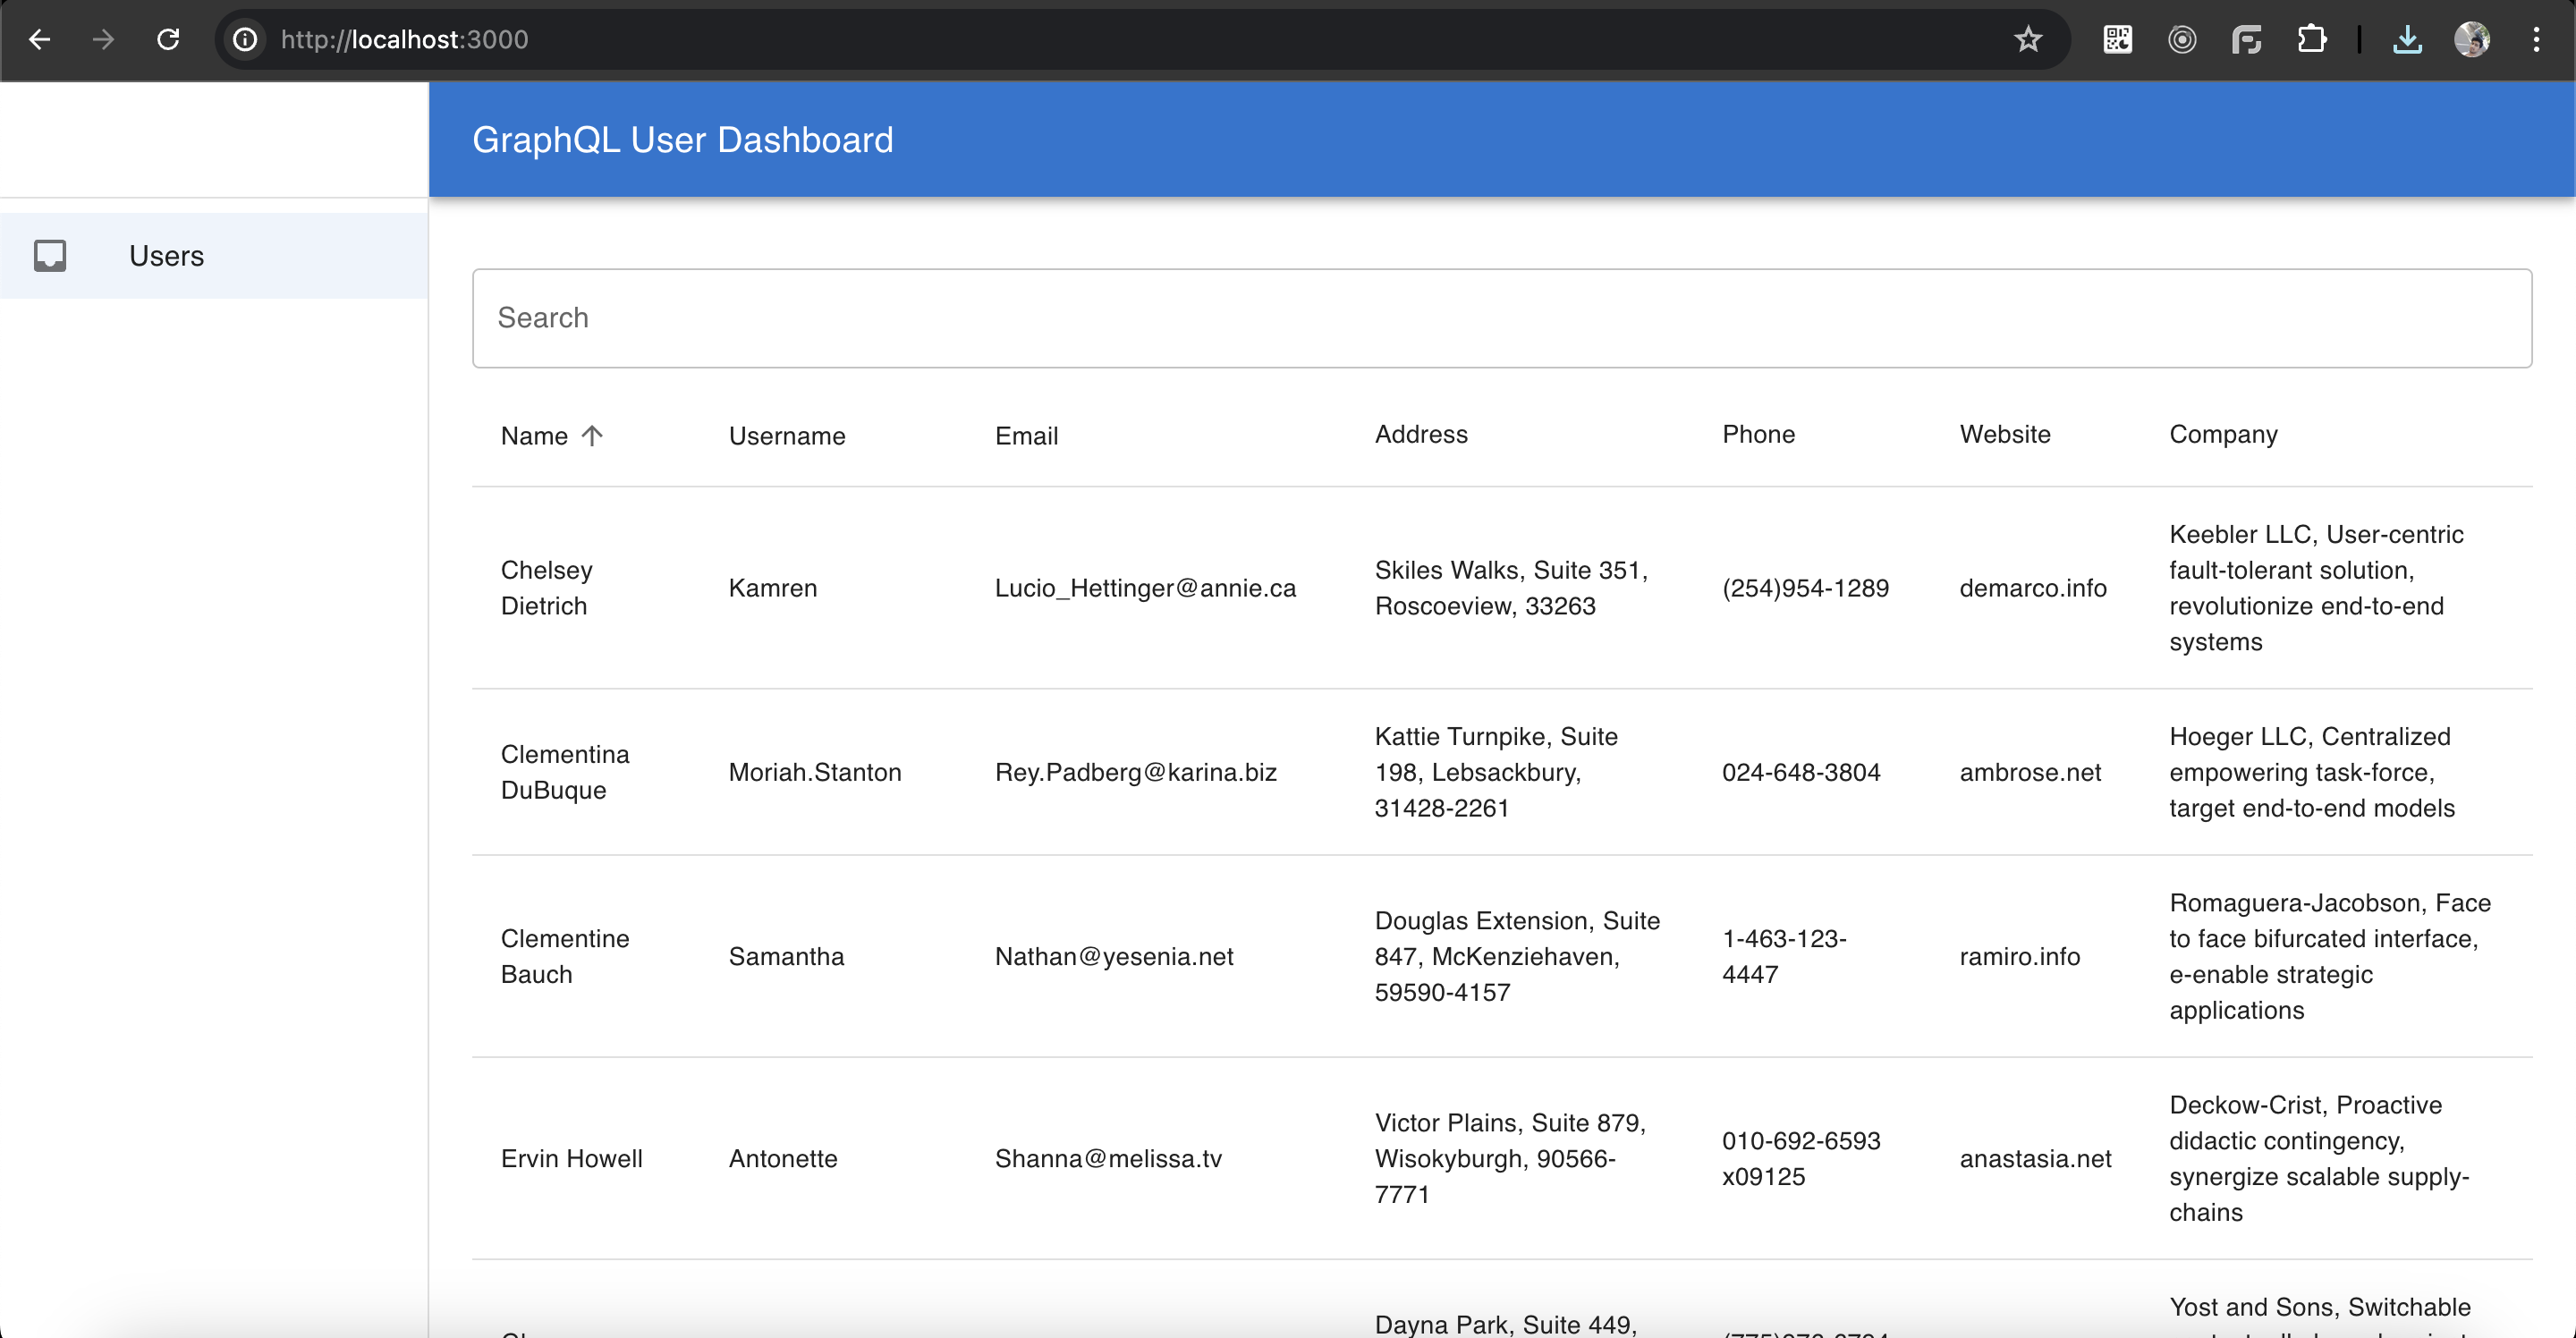 http://localhost:3000
GraphQL User Dashboard
Users
Search
Name Username Email Address Phone Website Company
Chelsey
Dietrich
Kamren
Lucio_Hettinger@annie.ca
Skiles Walks, Suite 351,
Roscoeview, 33263
(254)954-1289
demarco.info
Keebler LLC, User-centric
fault-tolerant solution,
revolutionize end-to-end
systems
Clementina
DuBuque
Moriah.Stanton
Rey.Padberg@karina.biz
Kattie Turnpike, Suite
198, Lebsackbury,
31428-2261
024-648-3804
ambrose.net
Hoeger LLC, Centralized
empowering task-force,
target end-to-end models
Clementine
Bauch
Samantha
Nathan@yesenia.net
Douglas Extension, Suite
847, McKenziehaven,
59590-4157
1-463-123-
4447
ramiro.info
Romaguera-Jacobson, Face
to face bifurcated interface,
e-enable strategic
applications
Ervin Howell
Antonette
Shanna@melissa.tv
Victor Plains, Suite 879,
Wisokyburgh, 90566-
7771
010-692-6593
x09125
anastasia.net
Deckow-Crist, Proactive
didactic contingency,
synergize scalable supply-
chains
Dayna Park, Suite 449,
Yost and Sons, Switchable